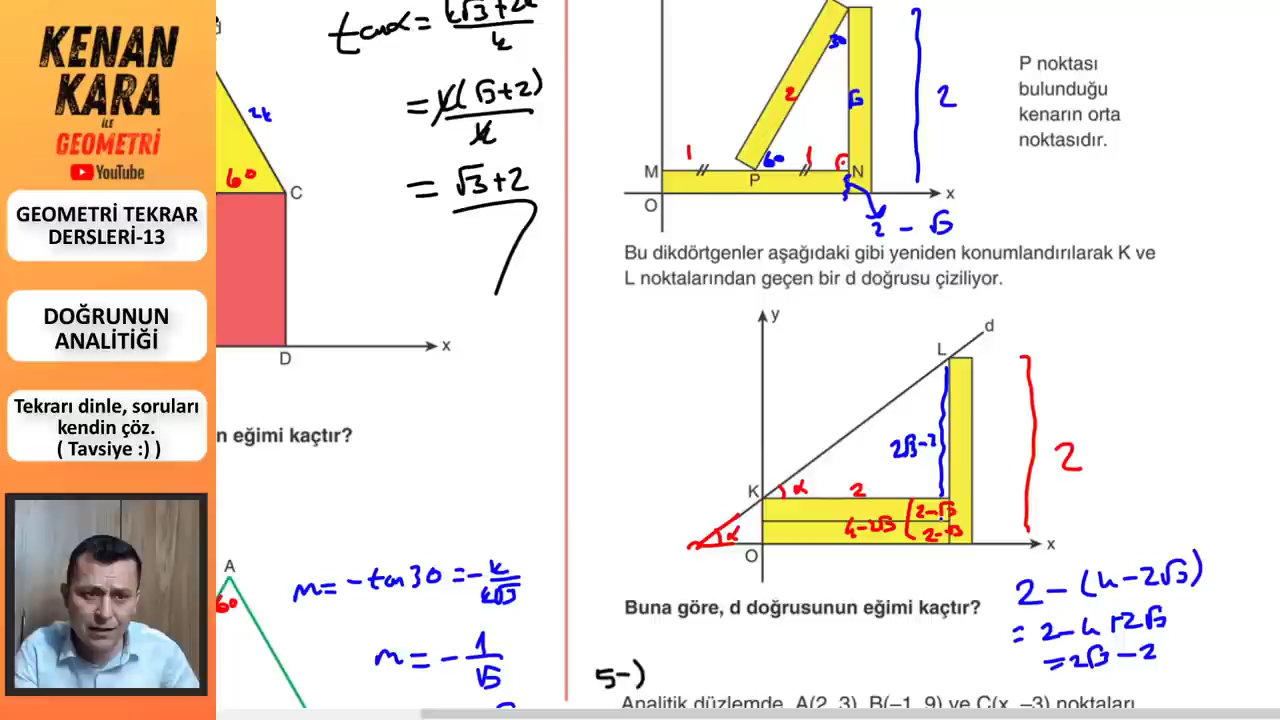 KENAN
KARA
İLE
GEOMETRİ
YouTube
GEOMETRİ TEKRAR
DERSLERİ-13
DOĞRUNUN
ANALİTİĞİ
Tekrarı dinle, soruları
kendin çöz.
( Tavsiye :) )
2k
60
C
D
x
tanα = k√3+2k / k
= k(√3+2) / k
= √3+2
n eğimi kaçtır?
A
60
m = -tan30 = -k / k√3
m = -1 / √3
30
2
√3
2
1
60
1
M
P
N
O
x
2 - √3
P noktası
bulunduğu
kenarın orta
noktasıdır.
Bu dikdörtgenler aşağıdaki gibi yeniden konumlandırılarak K ve
L noktalarından geçen bir d doğrusu çiziliyor.
y
d
L
2√3-2
2
K
α
2
4-2√3
2-√3
2-√3
α
O
x
Buna göre, d doğrusunun eğimi kaçtır?
2 - (4-2√3)
= 2-4+2√3
= 2√3-2
5-)
Analitik düzlemde, A(2, 3), B(–1, 9) ve C(x, –3) noktaları